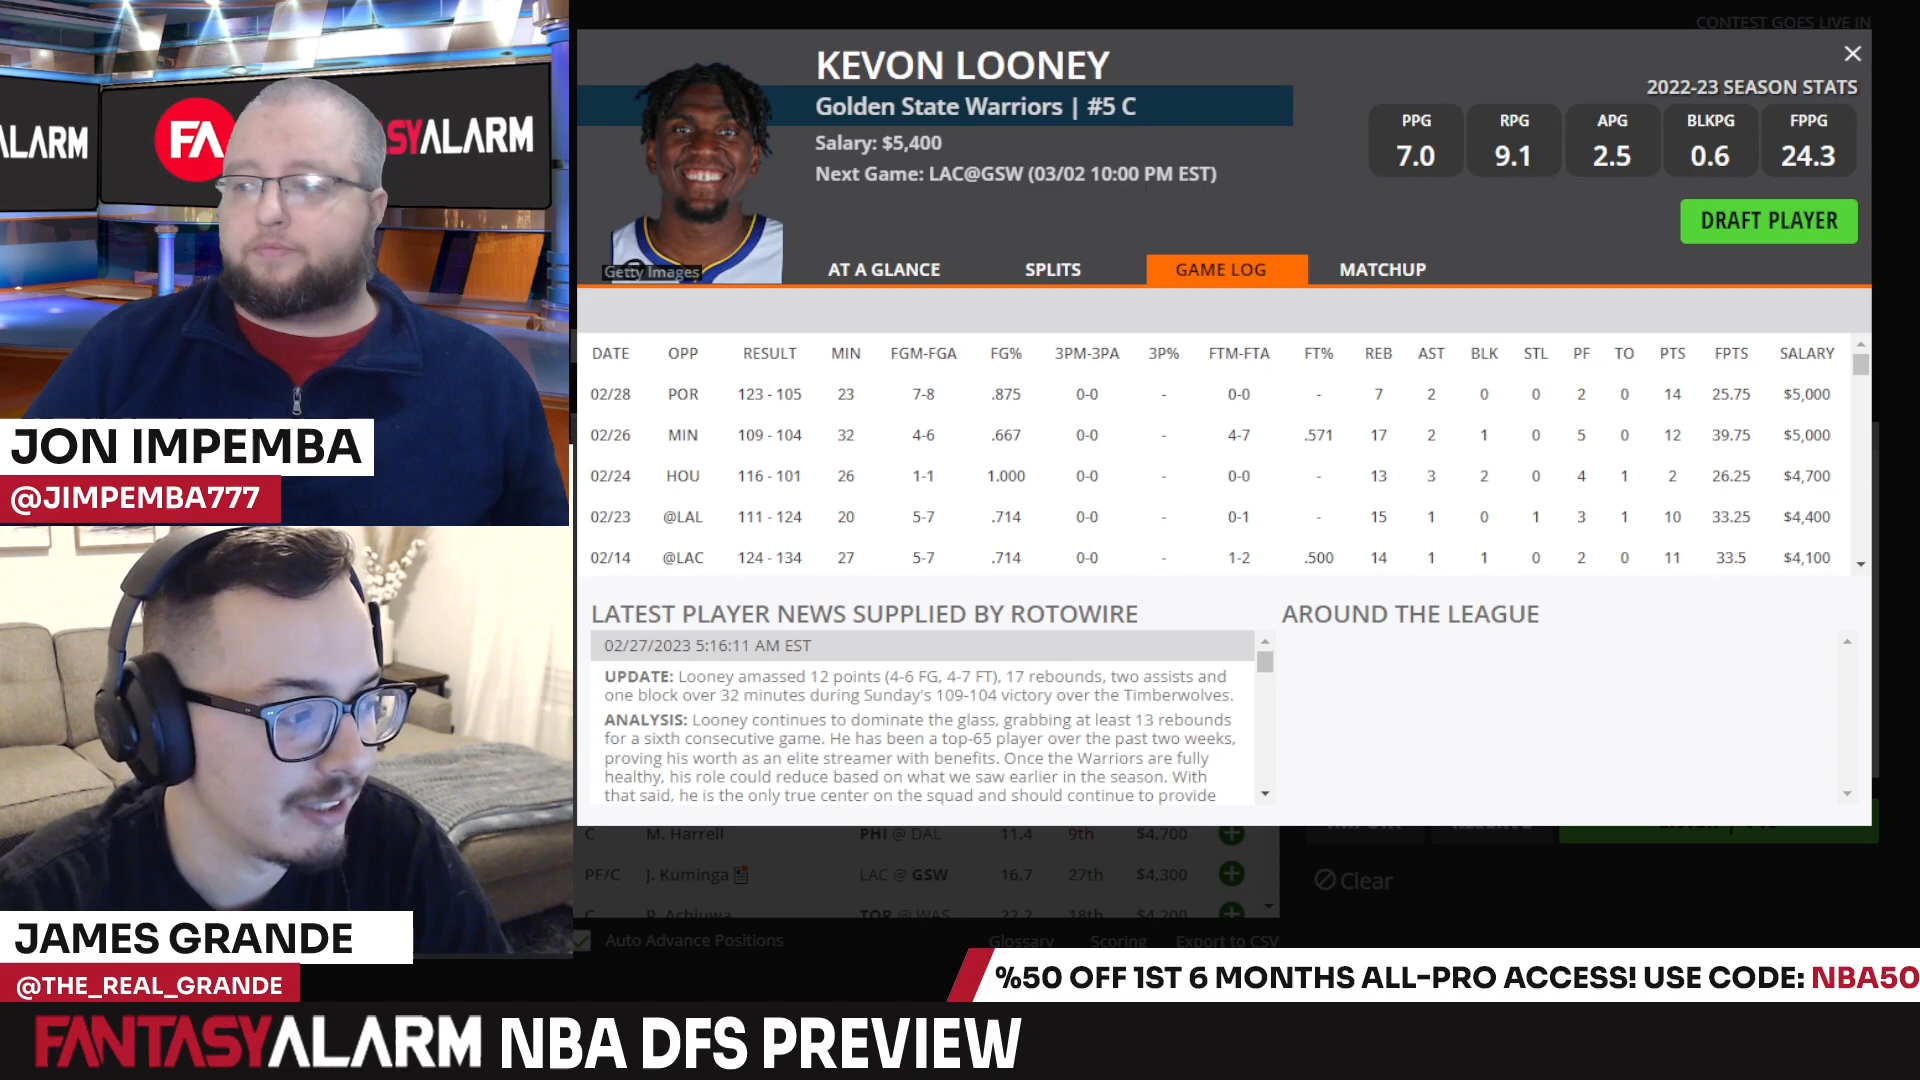 CONTEST GOES LIVE IN
KEVON LOONEY
Golden State Warriors | #5 C
Salary: $5,400
Next Game: LAC@GSW (03/02 10:00 PM EST)
2022-23 SEASON STATS
PPG RPG APG BLKPG FPPG
7.0 9.1 2.5 0.6 24.3
DRAFT PLAYER
Getty Images
AT A GLANCE SPLITS GAME LOG MATCHUP
DATE OPP RESULT MIN FGM-FGA FG% 3PM-3PA 3P% FTM-FTA FT% REB AST BLK STL PF TO PTS FPTS SALARY
02/28 POR 123 - 105 23 7-8 .875 0-0 - 0-0 - 7 2 0 0 2 0 14 25.75 $5,000
02/26 MIN 109 - 104 32 4-6 .667 0-0 - 4-7 .571 17 2 1 0 5 0 12 39.75 $5,000
02/24 HOU 116 - 101 26 1-1 1.000 0-0 - 0-0 - 13 3 2 0 4 1 2 26.25 $4,700
02/23 @LAL 111 - 124 20 5-7 .714 0-0 - 0-1 - 15 1 0 1 3 1 10 33.25 $4,400
02/14 @LAC 124 - 134 27 5-7 .714 0-0 - 1-2 .500 14 1 1 0 2 0 11 33.5 $4,100
LATEST PLAYER NEWS SUPPLIED BY ROTOWIRE
02/27/2023 5:16:11 AM EST
UPDATE: Looney amassed 12 points (4-6 FG, 4-7 FT), 17 rebounds, two assists and
one block over 32 minutes during Sunday's 109-104 victory over the Timberwolves.
ANALYSIS: Looney continues to dominate the glass, grabbing at least 13 rebounds
for a sixth consecutive game. He has been a top-65 player over the past two weeks,
proving his worth as an elite streamer with benefits. Once the Warriors are fully
healthy, his role could reduce based on what we saw earlier in the season. With
that said, he is the only true center on the squad and should continue to provide
AROUND THE LEAGUE
C M. Harrell PHI @ DAL 11.4 9th $4,700
PF/C J. Kuminga LAC @ GSW 16.7 27th $4,300
C P. Achiuwa TOR @ WAS 22.2 18th $4,200
Clear
Auto Advance Positions
Glossary Scoring Export to CSV
ALARM
FA
SYALARM
JON IMPEMBA
@JIMPEMBA777
JAMES GRANDE
@THE_REAL_GRANDE
%50 OFF 1ST 6 MONTHS ALL-PRO ACCESS! USE CODE: NBA50
FANTASYALARM NBA DFS PREVIEW